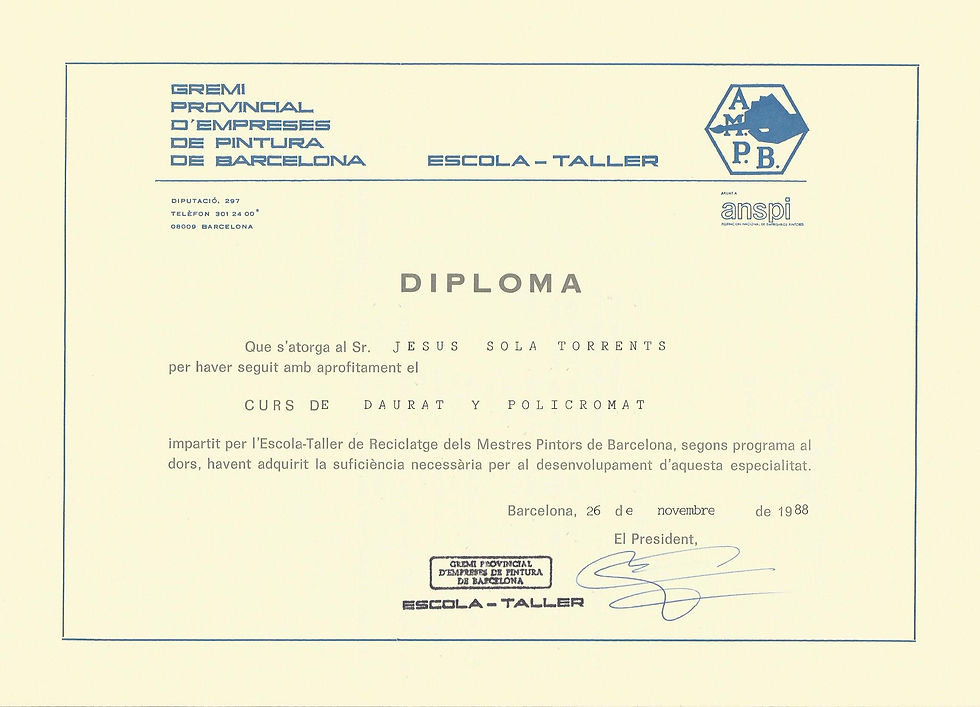 GREMI
PROVINCIAL
D'EMPRESES
DE PINTURA
DE BARCELONA
ESCOLA - TALLER
A.
M.
P. B.
DIPUTACIÓ, 297
TELÈFON 301 24 00*
08009 BARCELONA
anspi
DIPLOMA
Que s'atorga al Sr. JESUS SOLA TORRENTS
per haver seguit amb aprofitament el
CURS DE DAURAT Y POLICROMAT
impartit per l'Escola-Taller de Reciclatge dels Mestres Pintors de Barcelona, segons programa al
dors, havent adquirit la suficiència necessària per al desenvolupament d'aquesta especialitat.
Barcelona, 26 de novembre de 1988
El President,
GREMI PROVINCIAL
D'EMPRESES DE PINTURA
DE BARCELONA
ESCOLA - TALLER